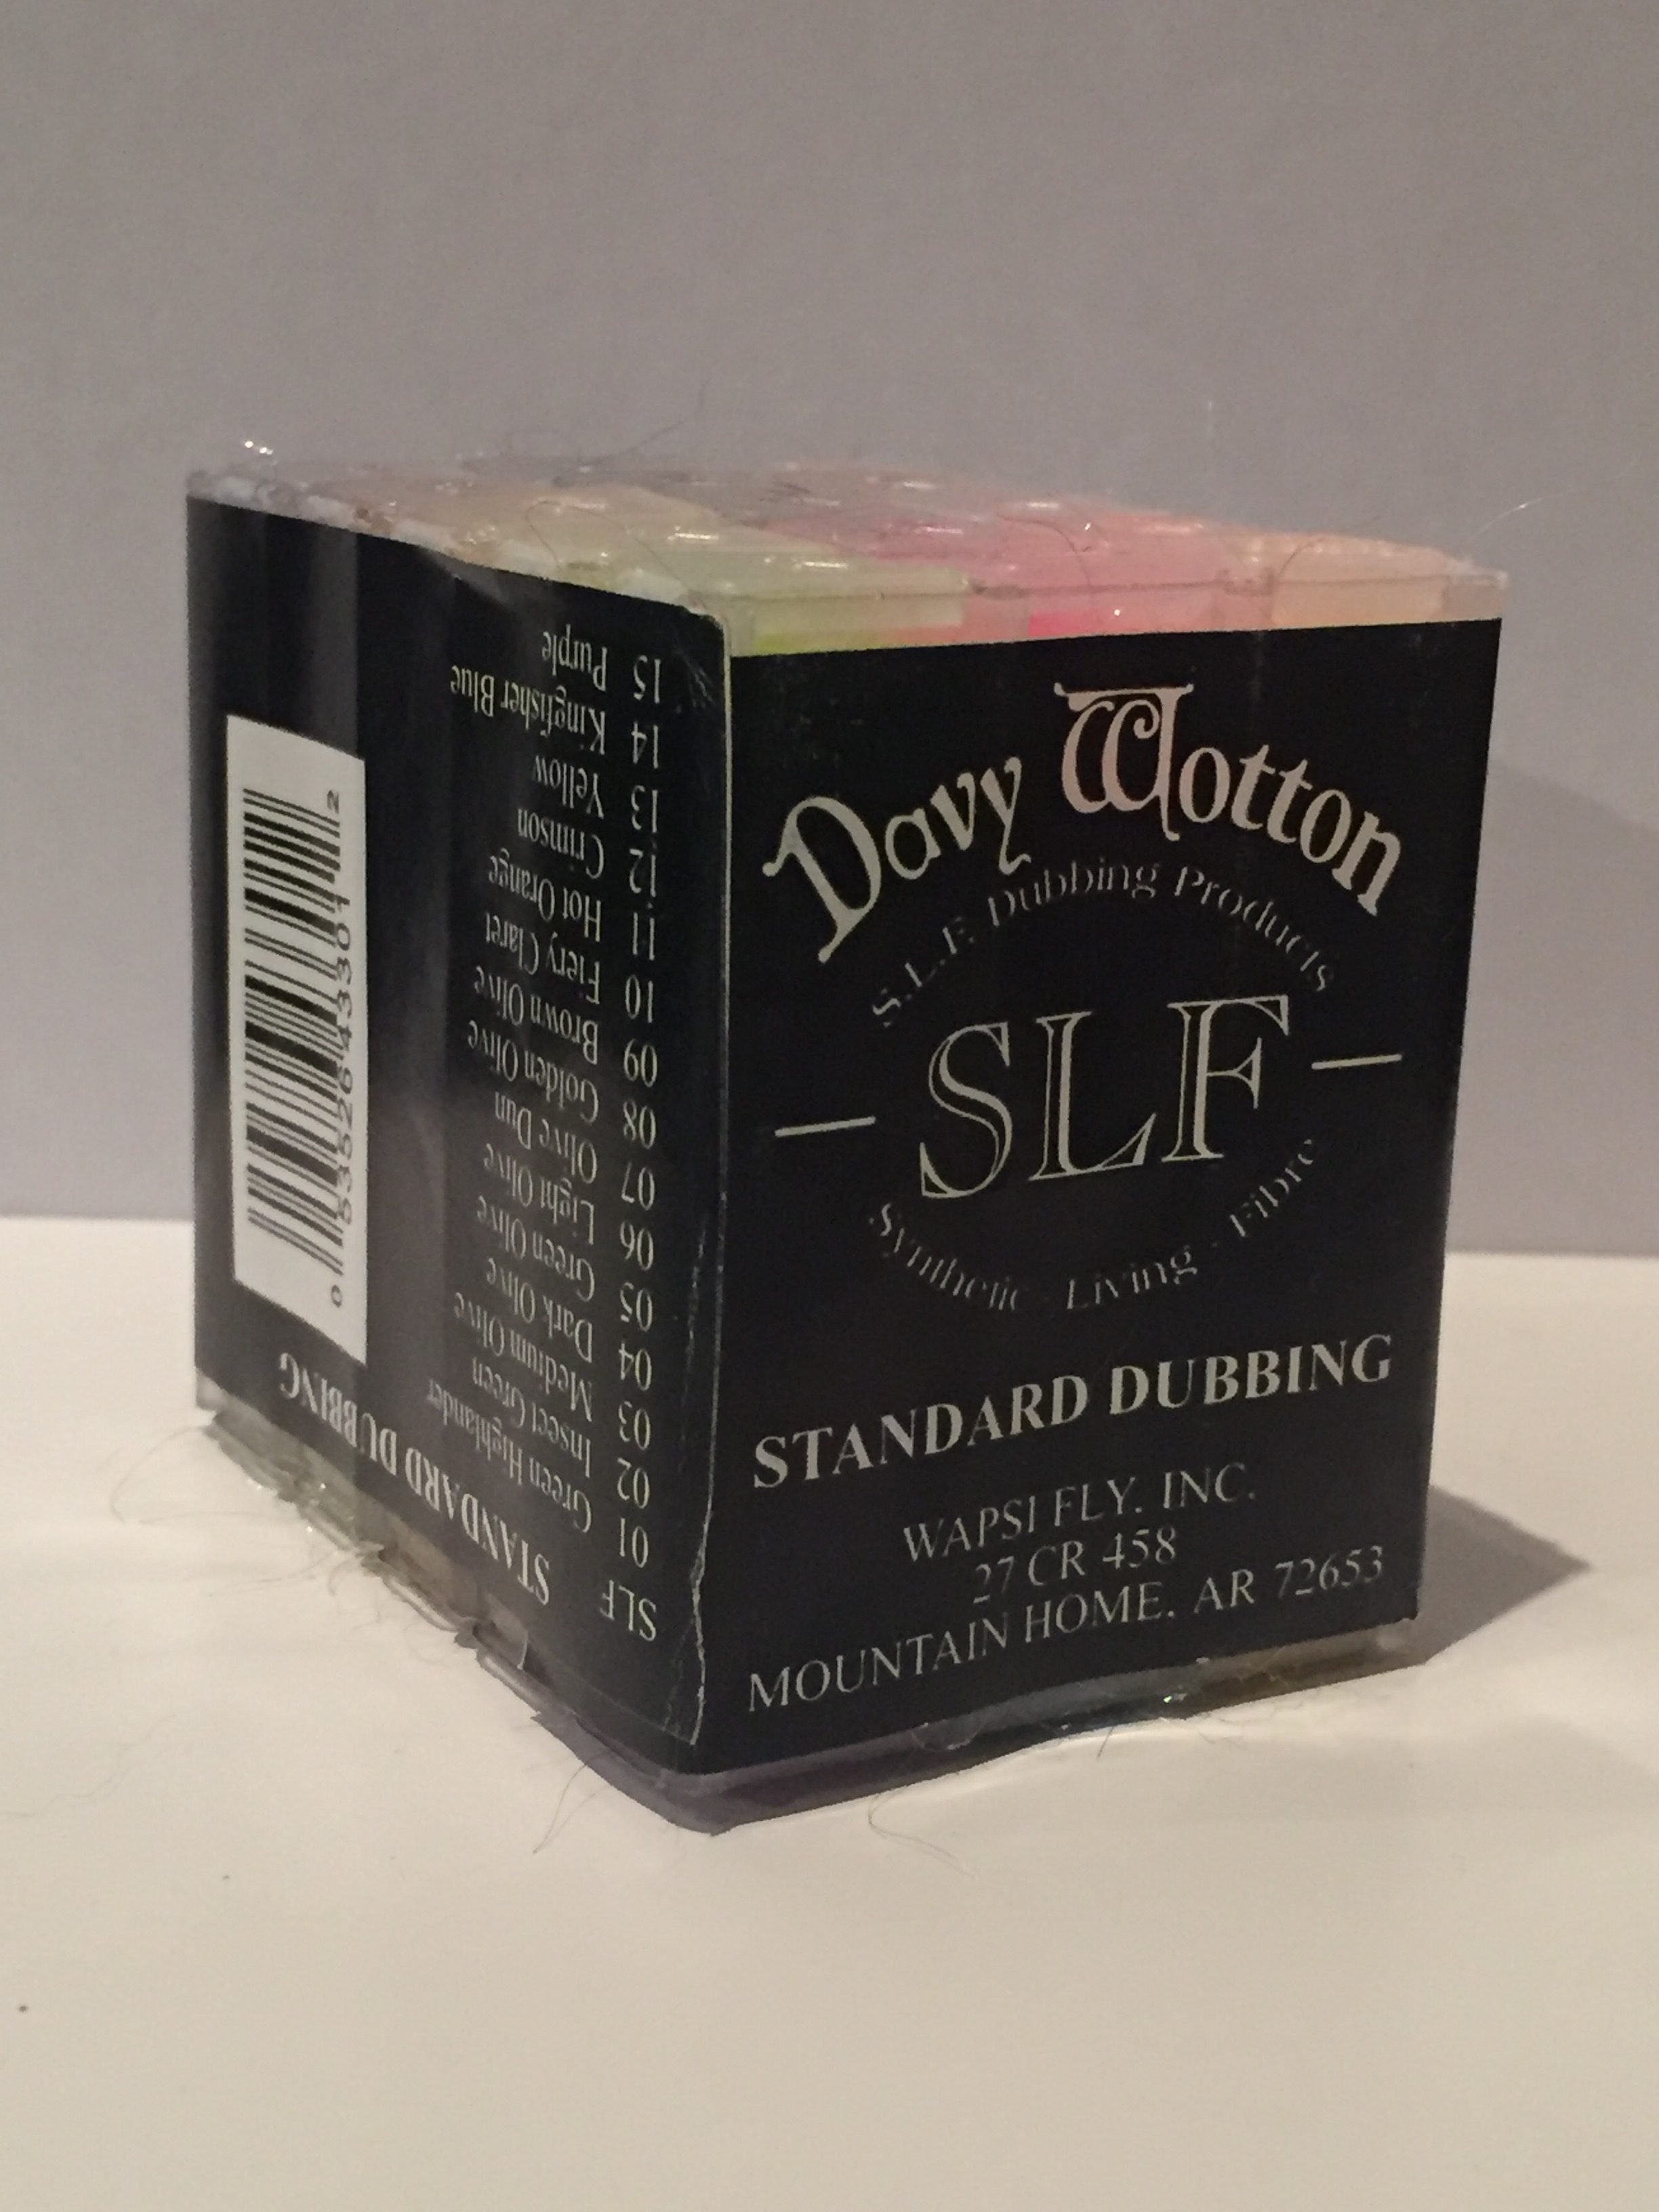 Davy Wotton
S.L.F. Dubbing Products
SLF
Synthetic - Living - Fibre
STANDARD DUBBING
WAPSI FLY, INC.
27 CR 458
MOUNTAIN HOME, AR 72653
SLF STANDARD DUBBING
01 Green Highlander
02 Insect Green
03 Medium Olive
04 Dark Olive
05 Green Olive
06 Light Olive
07 Olive Dun
08 Golden Olive
09 Brown Olive
10 Fiery Claret
11 Hot Orange
12 Crimson
13 Yellow
14 Kingfisher Blue
15 Purple